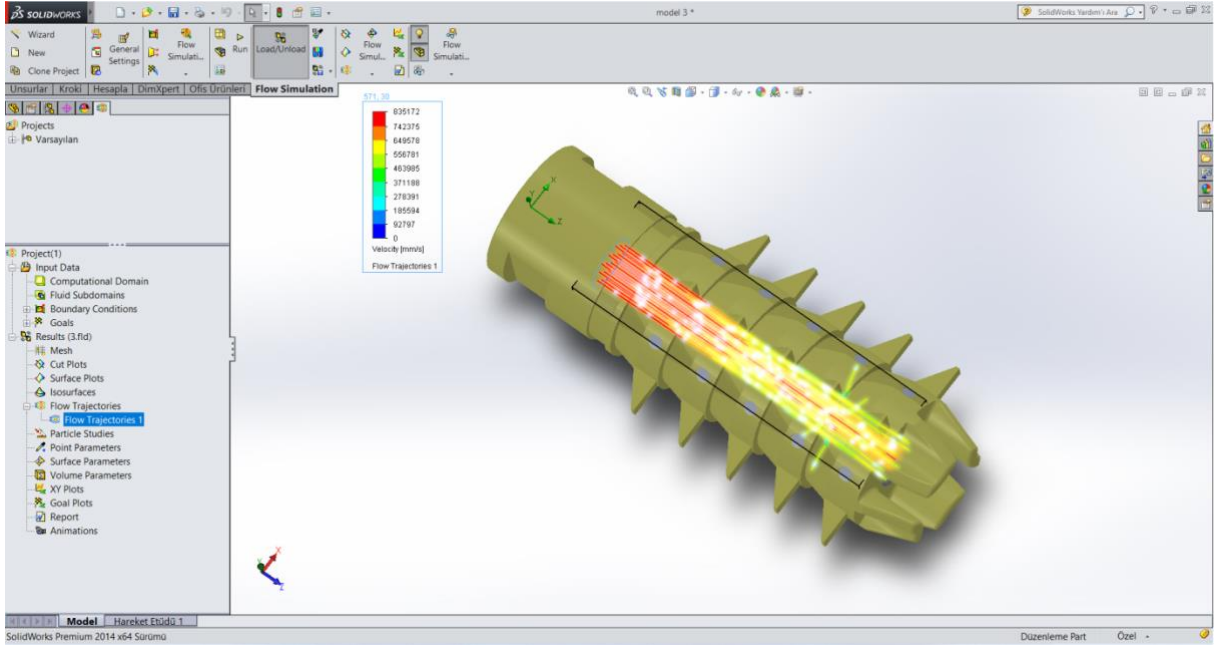 SOLIDWORKS
model 3 *
SolidWorks Yardım'ı Ara
Wizard
New
Clone Project
General Settings
Flow Simulati...
Run
Load/Unload
Flow Simul...
Flow Simulati...
Unsurlar
Kroki
Hesapla
DimXpert
Ofis Ürünleri
Flow Simulation
Projects
Varsayılan
571, 30
835172
742375
649578
556781
463985
371188
278391
185594
92797
0
Velocity [mm/s]
Flow Trajectories 1
Project(1)
Input Data
Computational Domain
Fluid Subdomains
Boundary Conditions
Goals
Results (3.fld)
Mesh
Cut Plots
Surface Plots
Isosurfaces
Flow Trajectories
Flow Trajectories 1
Particle Studies
Point Parameters
Surface Parameters
Volume Parameters
XY Plots
Goal Plots
Report
Animations
Y
X
Z
X
Z
Model
Hareket Etüdü 1
SolidWorks Premium 2014 x64 Sürümü
Düzenleme Part
Özel